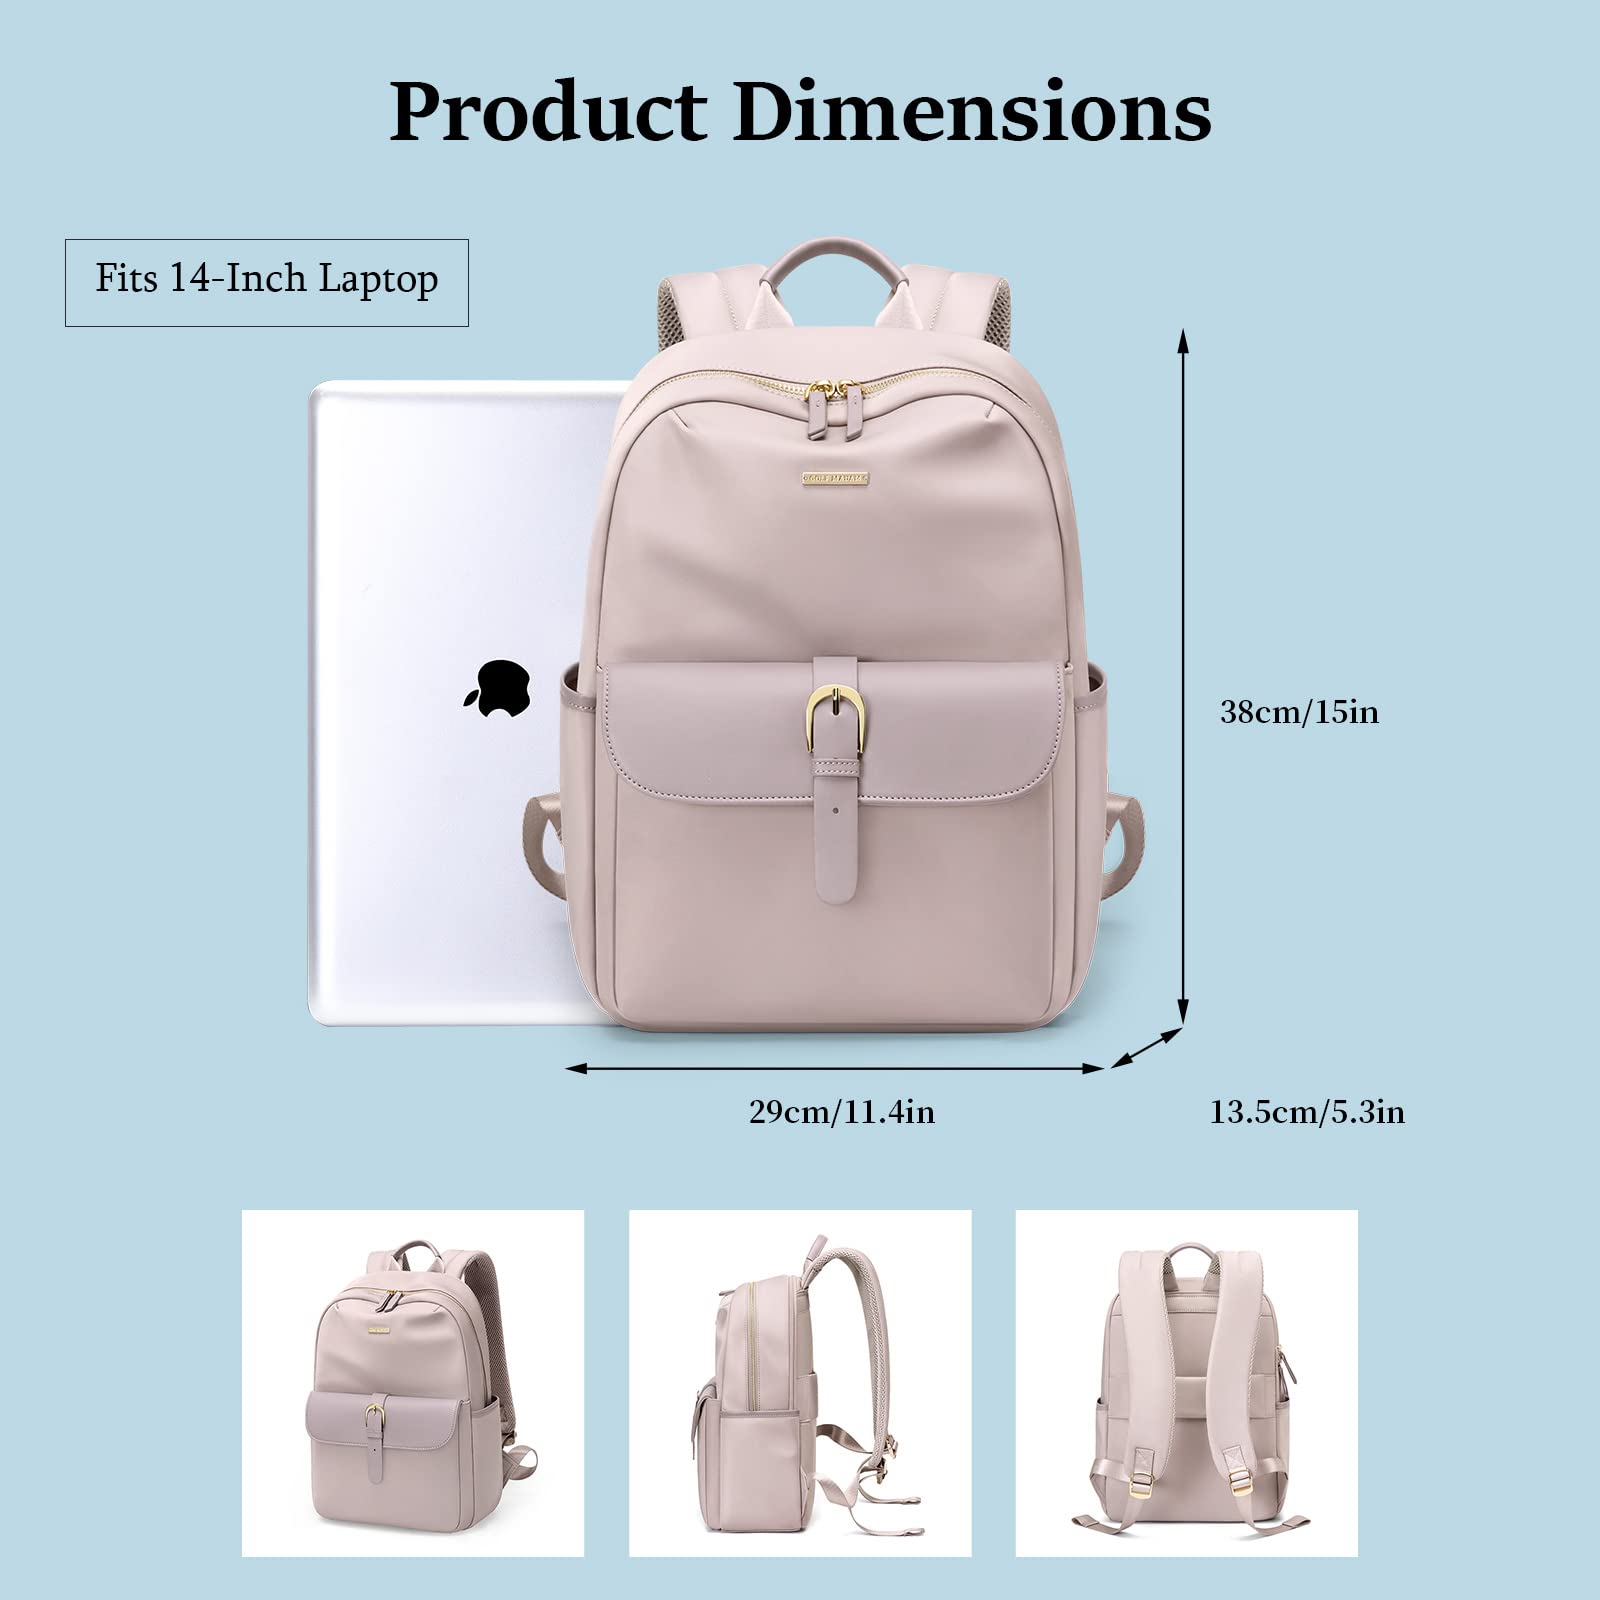 Product Dimensions
Fits 14-Inch Laptop
38cm/15in
29cm/11.4in
13.5cm/5.3in